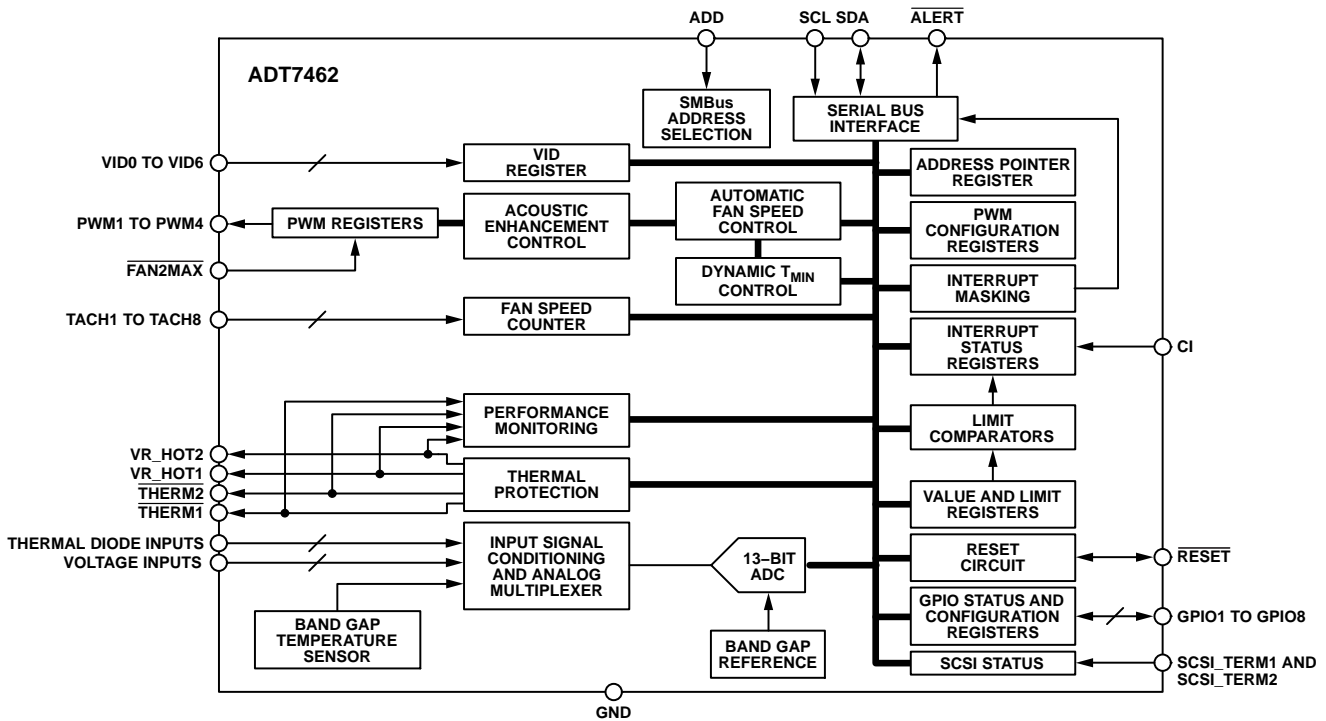 ADD
SCL SDA
ALERT
ADT7462
SMBus
ADDRESS
SELECTION
SERIAL BUS
INTERFACE
VID0 TO VID6
VID
REGISTER
ADDRESS POINTER
REGISTER
PWM1 TO PWM4
PWM REGISTERS
ACOUSTIC
ENHANCEMENT
CONTROL
AUTOMATIC
FAN SPEED
CONTROL
PWM
CONFIGURATION
REGISTERS
FAN2MAX
DYNAMIC TMIN
CONTROL
INTERRUPT
MASKING
TACH1 TO TACH8
FAN SPEED
COUNTER
INTERRUPT
STATUS
REGISTERS
CI
PERFORMANCE
MONITORING
LIMIT
COMPARATORS
VR_HOT2
VR_HOT1
THERM2
THERM1
THERMAL
PROTECTION
VALUE AND LIMIT
REGISTERS
THERMAL DIODE INPUTS
VOLTAGE INPUTS
INPUT SIGNAL
CONDITIONING
AND ANALOG
MULTIPLEXER
13–BIT
ADC
RESET
CIRCUIT
RESET
BAND GAP
TEMPERATURE
SENSOR
BAND GAP
REFERENCE
GPIO STATUS AND
CONFIGURATION
REGISTERS
GPIO1 TO GPIO8
SCSI STATUS
SCSI_TERM1 AND
SCSI_TERM2
GND